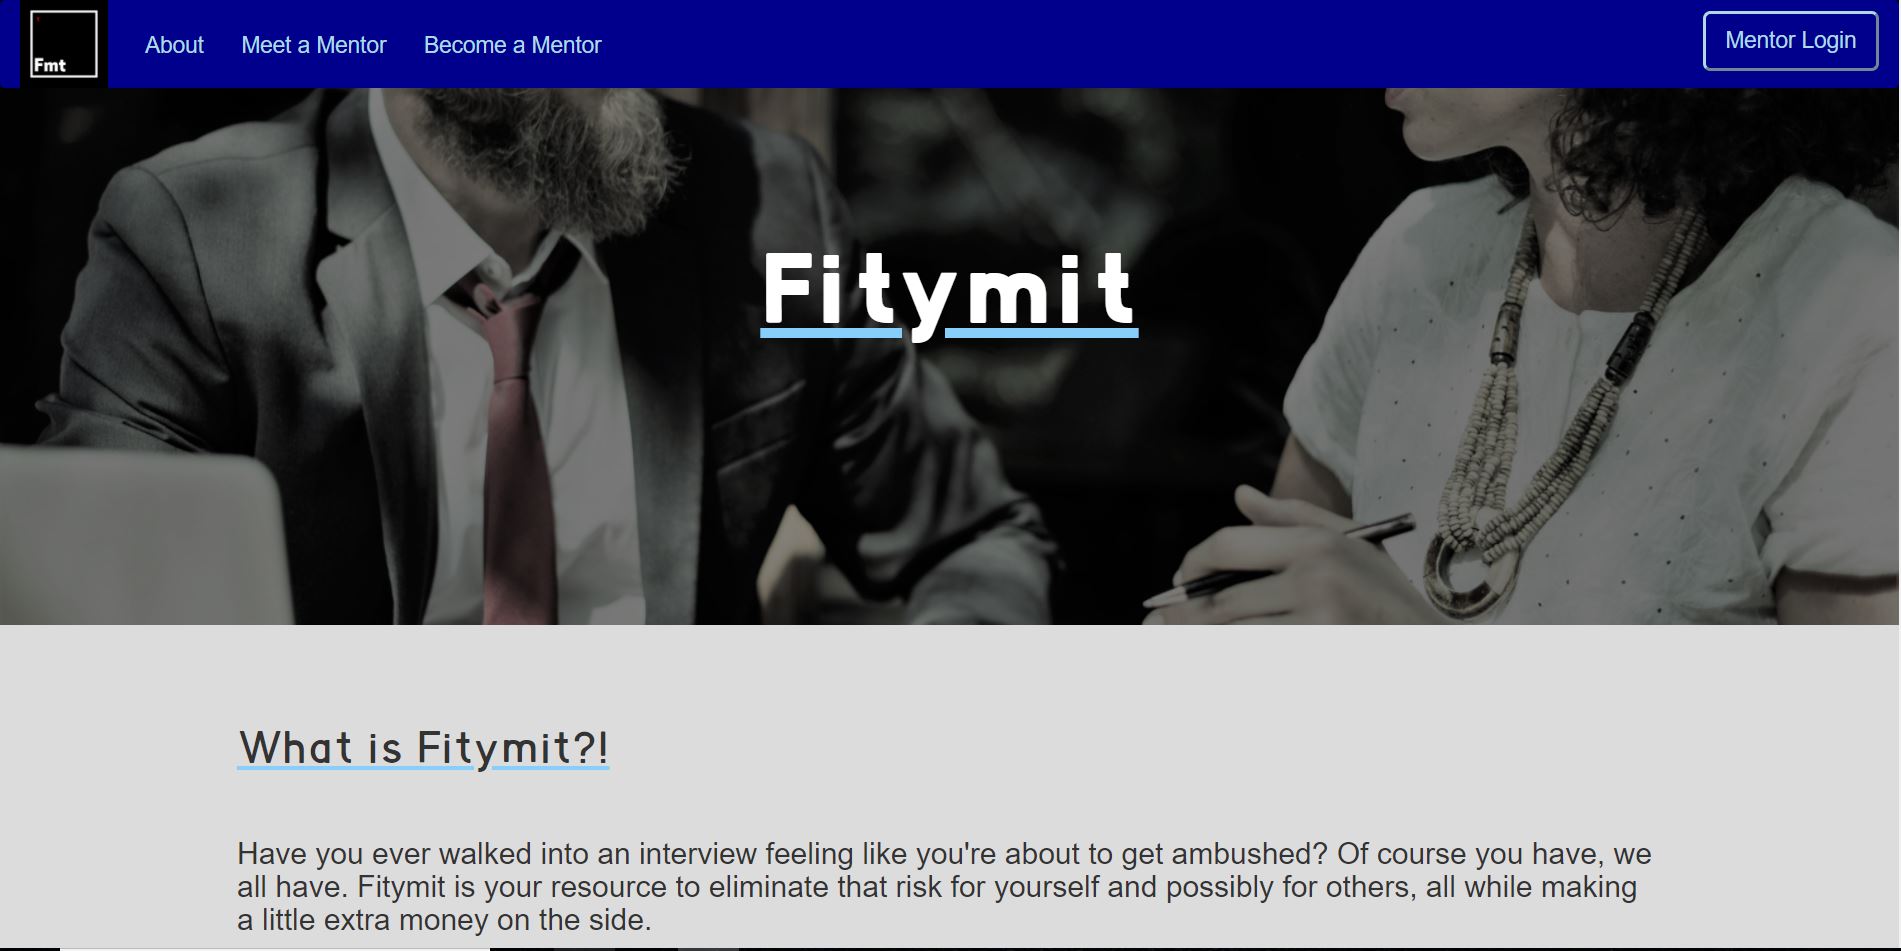 Fmt
About Meet a Mentor Become a Mentor
Mentor Login
Fitymit
What is Fitymit?!
Have you ever walked into an interview feeling like you're about to get ambushed? Of course you have, we
all have. Fitymit is your resource to eliminate that risk for yourself and possibly for others, all while making
a little extra money on the side.